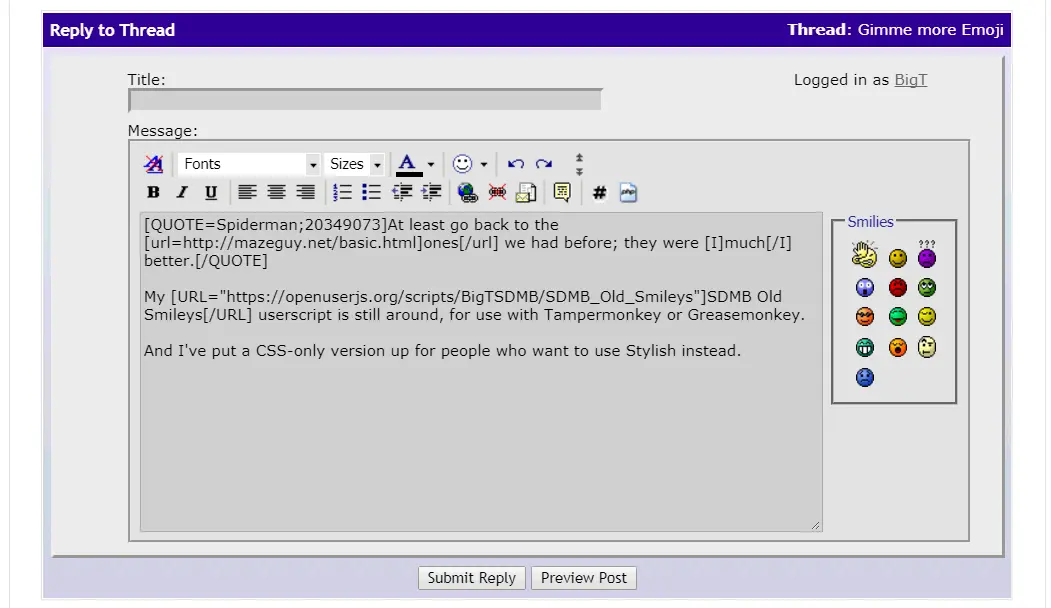 Reply to Thread
Thread: Gimme more Emoji
Title:
Logged in as BigT
Message:
Fonts
Sizes
A
B I U
#
php
[QUOTE=Spiderman;20349073]At least go back to the
[url=http://mazeguy.net/basic.html]ones[/url] we had before; they were [I]much[/I]
better.[/QUOTE]
My [URL="https://openuserjs.org/scripts/BigTSDMB/SDMB_Old_Smileys"]SDMB Old
Smileys[/URL] userscript is still around, for use with Tampermonkey or Greasemonkey.
And I've put a CSS-only version up for people who want to use Stylish instead.
Smilies
???
Submit Reply
Preview Post